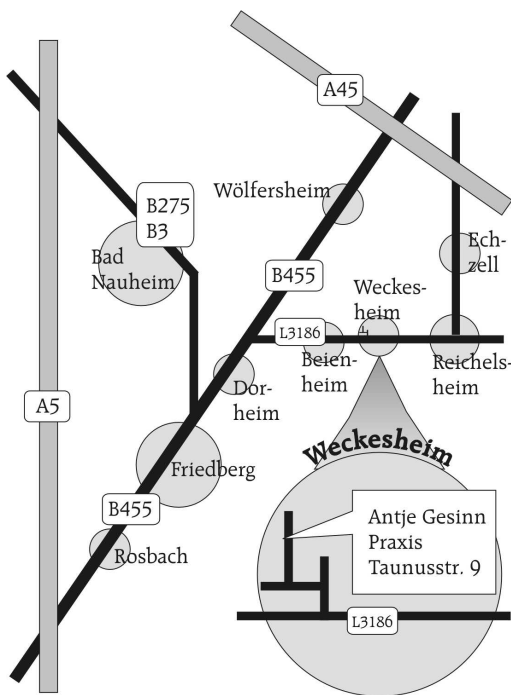 A45
Wölfersheim
B275
B3
Bad
Nauheim
Ech-
zell
B455
Weckes-
heim
L3186
Beien-
heim
Reichels-
heim
Dor-
heim
A5
Weckesheim
Friedberg
B455
Rosbach
Antje Gesinn
Praxis
Taunusstr. 9
L3186